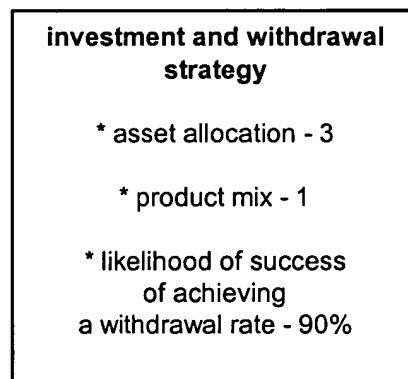 investment and withdrawal
strategy
* asset allocation - 3
* product mix - 1
* likelihood of success
of achieving
a withdrawal rate - 90%